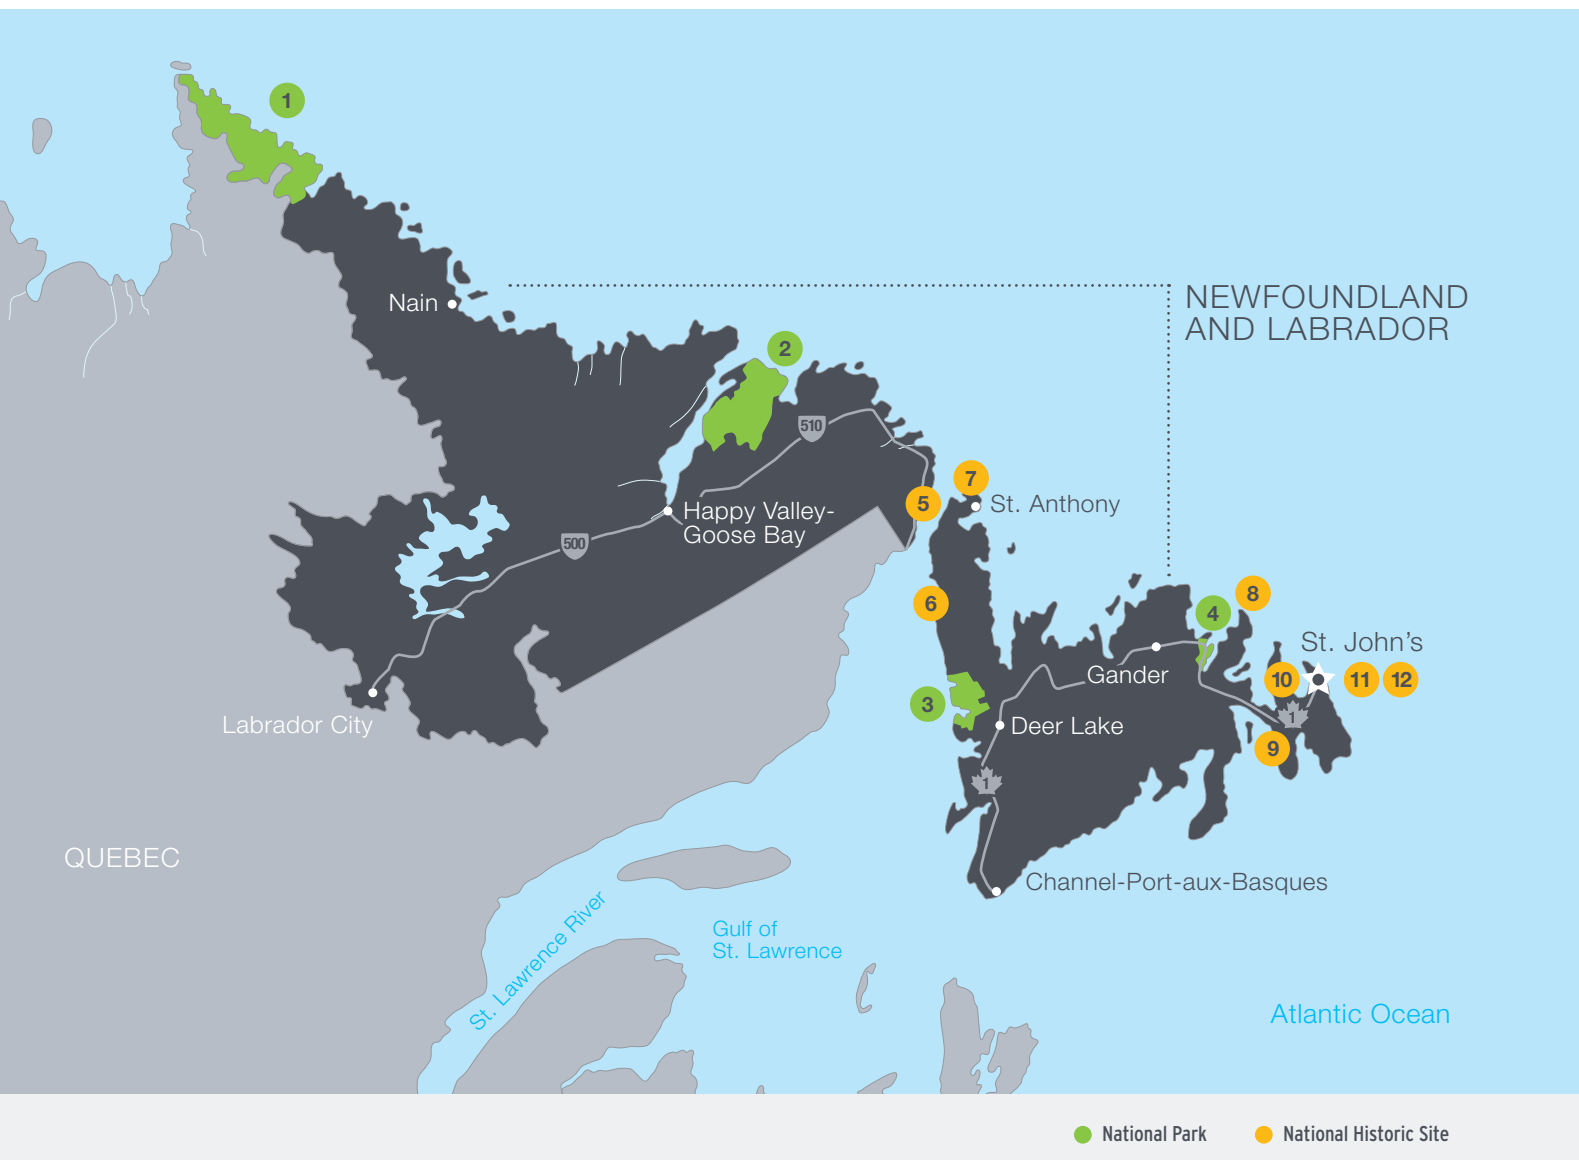 1
NEWFOUNDLAND
AND LABRADOR
Nain
2
510
7
5
St. Anthony
Happy Valley-
Goose Bay
500
6
4
8
St. John's
Gander
10
11
12
3
1
Labrador City
Deer Lake
9
1
QUEBEC
Channel-Port-aux-Basques
St. Lawrence River
Gulf of
St. Lawrence
Atlantic Ocean
National Park
National Historic Site